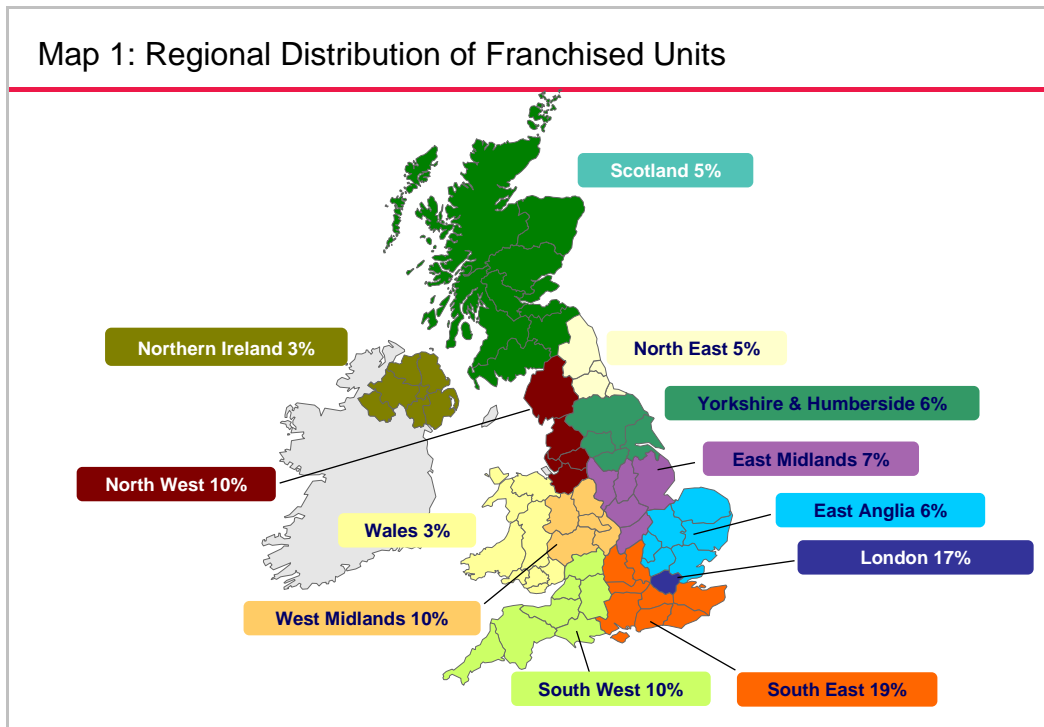 Map 1: Regional Distribution of Franchised Units
Scotland 5%
Northern Ireland 3%
North East 5%
Yorkshire & Humberside 6%
East Midlands 7%
North West 10%
East Anglia 6%
Wales 3%
London 17%
West Midlands 10%
South West 10%
South East 19%